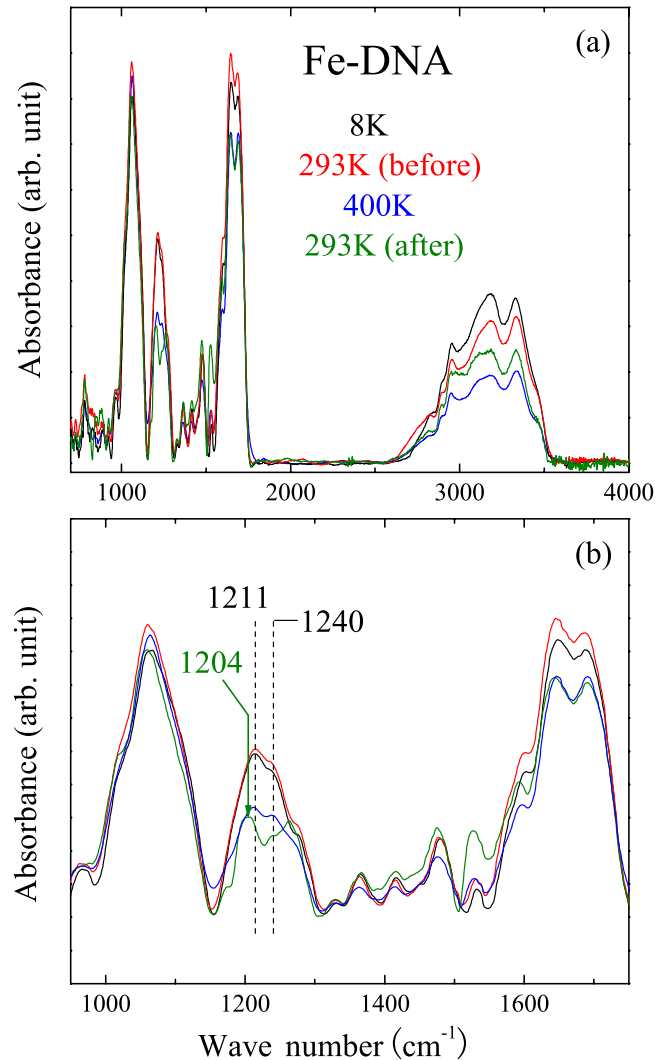 (a)
Fe-DNA
8K
293K (before)
400K
293K (after)
Absorbance (arb. unit)
1000 2000 3000 4000
(b)
1211
1240
1204
Absorbance (arb. unit)
1000 1200 1400 1600
Wave number (cm⁻¹)